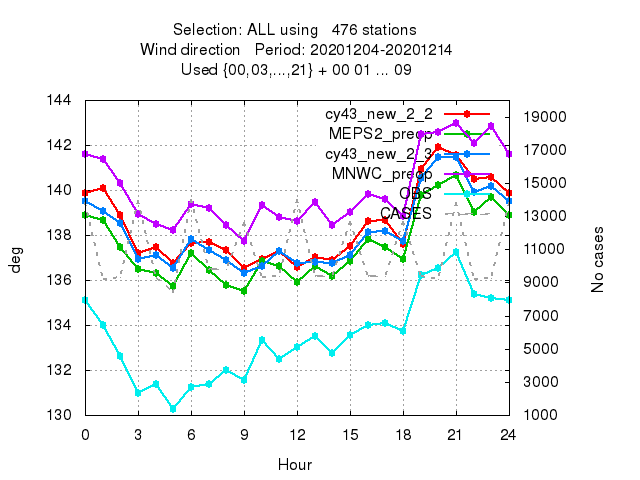 Selection: ALL using   476 stations
Wind direction   Period: 20201204-20201214
Used {00,03,...,21} + 00 01 ... 09
144
142
140
138
136
134
132
130
deg
cy43_new_2_2
MEPS2_preop
cy43_new_2_3
MNWC_preop
OBS
CASES
19000
17000
15000
13000
11000
9000
7000
5000
3000
1000
No cases
0 3 6 9 12 15 18 21 24
Hour